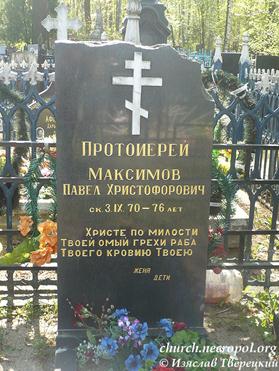 ПРОТОИЕРЕЙ
МАКСИМОВ
ПАВЕЛ ХРИСТОФОРОВИЧ
СК. 3.IX. 70 – 76 ЛЕТ
ХРИСТЕ ПО МИЛОСТИ
ТВОЕЙ ОМЫЙ ГРЕХИ РАБА
ТВОЕГО КРОВИЮ ТВОЕЮ
ЖЕНА
ДЕТИ
church.necropol.org
© Изяслав Тверецкий